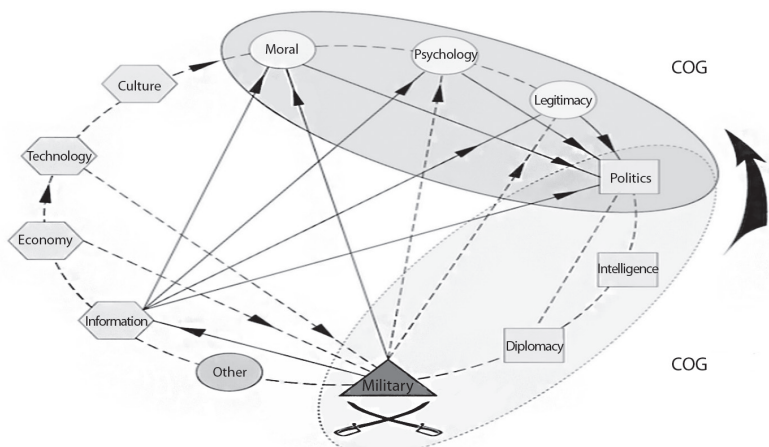 Moral
Psychology
COG
Culture
Legitimacy
Technology
Politics
Economy
Intelligence
Information
Diplomacy
Other
COG
Military